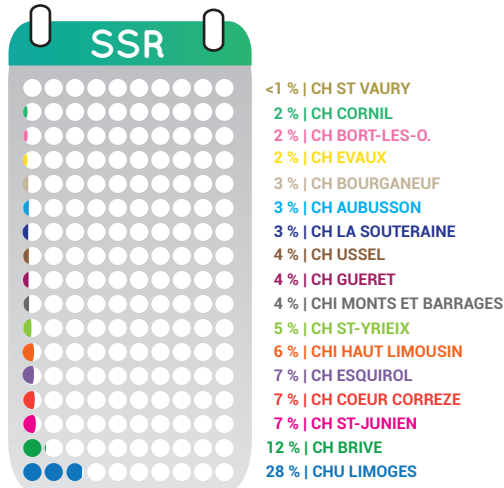 SSR
<1 % | CH ST VAURY
2 % | CH CORNIL
2 % | CH BORT-LES-O.
2 % | CH EVAUX
3 % | CH BOURGANEUF
3 % | CH AUBUSSON
3 % | CH LA SOUTERAINE
4 % | CH USSEL
4 % | CH GUERET
4 % | CHI MONTS ET BARRAGES
5 % | CH ST-YRIEIX
6 % | CHI HAUT LIMOUSIN
7 % | CH ESQUIROL
7 % | CH COEUR CORREZE
7 % | CH ST-JUNIEN
12 % | CH BRIVE
28 % | CHU LIMOGES